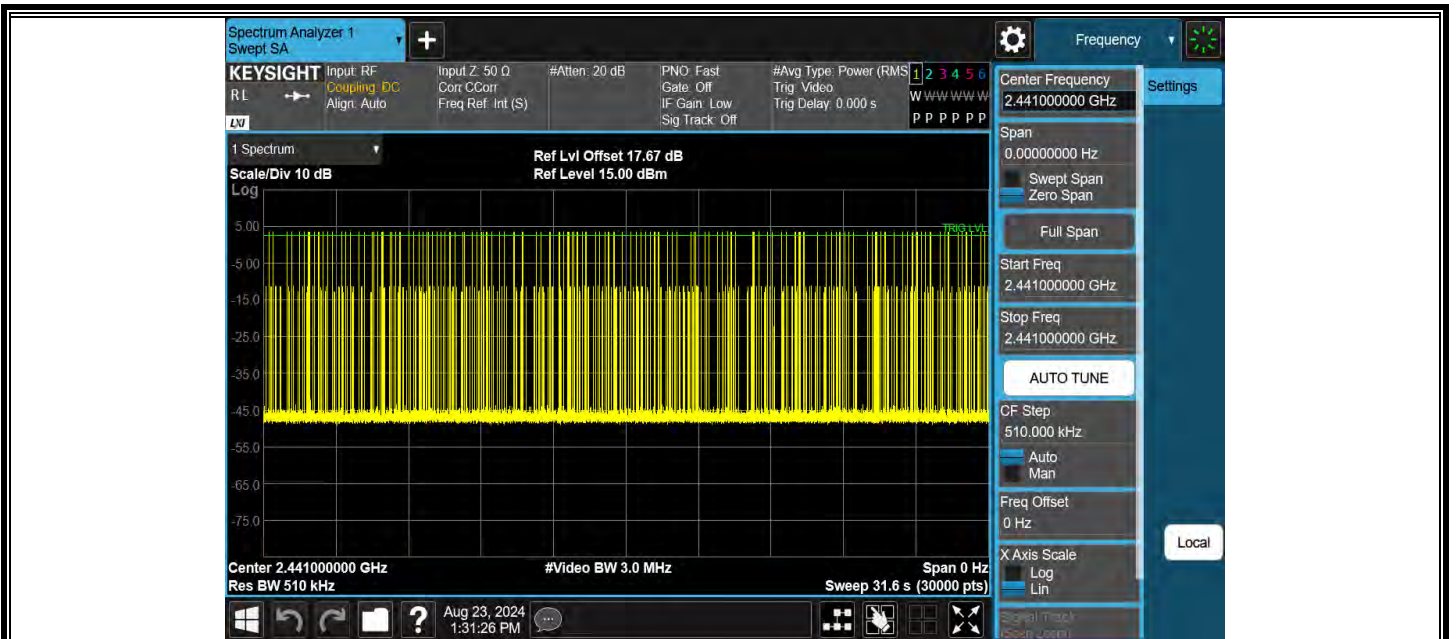 Spectrum Analyzer 1
Swept SA
+
Frequency
KEYSIGHT
RL
LXI
Input: RF
Coupling: DC
Align: Auto
Input Z: 50 Ω
Corr CCorr
Freq Ref: Int (S)
#Atten: 20 dB
PNO: Fast
Gate: Off
IF Gain: Low
Sig Track: Off
#Avg Type: Power (RMS
Trig: Video
Trig Delay: 0.000 s
1 2 3 4 5 6
W W W W W W
P P P P P P
1 Spectrum
Scale/Div 10 dB
Log
Ref Lvl Offset 17.67 dB
Ref Level 15.00 dBm
TRIG LVL
5.00
-5.00
-15.0
-25.0
-35.0
-45.0
-55.0
-65.0
-75.0
Center 2.441000000 GHz
Res BW 510 kHz
#Video BW 3.0 MHz
Span 0 Hz
Sweep 31.6 s (30000 pts)
?
Aug 23, 2024
1:31:26 PM
Center Frequency
2.441000000 GHz
Span
0.00000000 Hz
Swept Span
Zero Span
Full Span
Start Freq
2.441000000 GHz
Stop Freq
2.441000000 GHz
AUTO TUNE
CF Step
510.000 kHz
Auto
Man
Freq Offset
0 Hz
X Axis Scale
Log
Lin
Signal Track
(Span Zoom)
Settings
Local